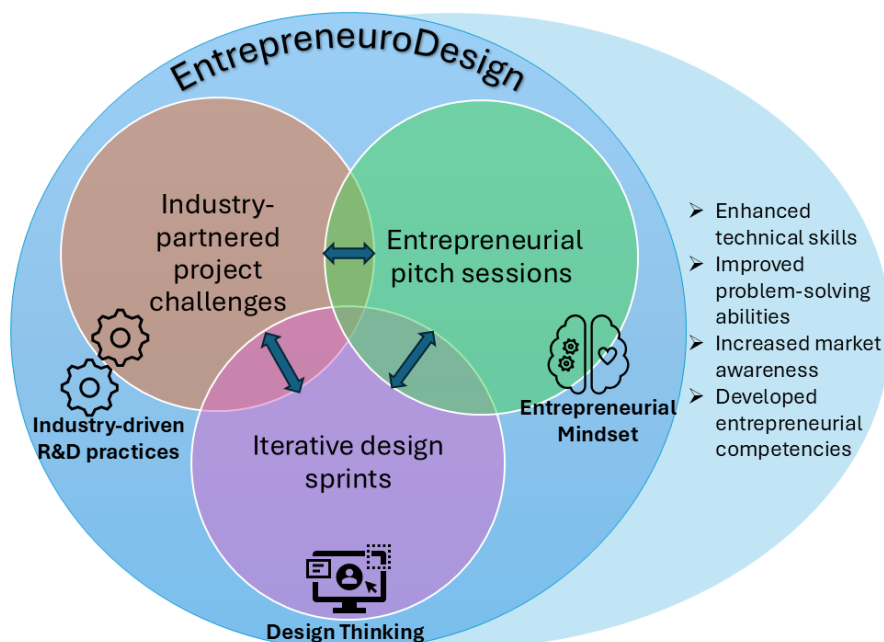 EntrepreneuroDesign
Industry-
partnered
project
challenges
Entrepreneurial
pitch sessions
Iterative design
sprints
Industry-driven
R&D practices
Entrepreneurial
Mindset
Design Thinking
➢ Enhanced
technical skills
➢ Improved
problem-solving
abilities
➢ Increased market
awareness
➢ Developed
entrepreneurial
competencies